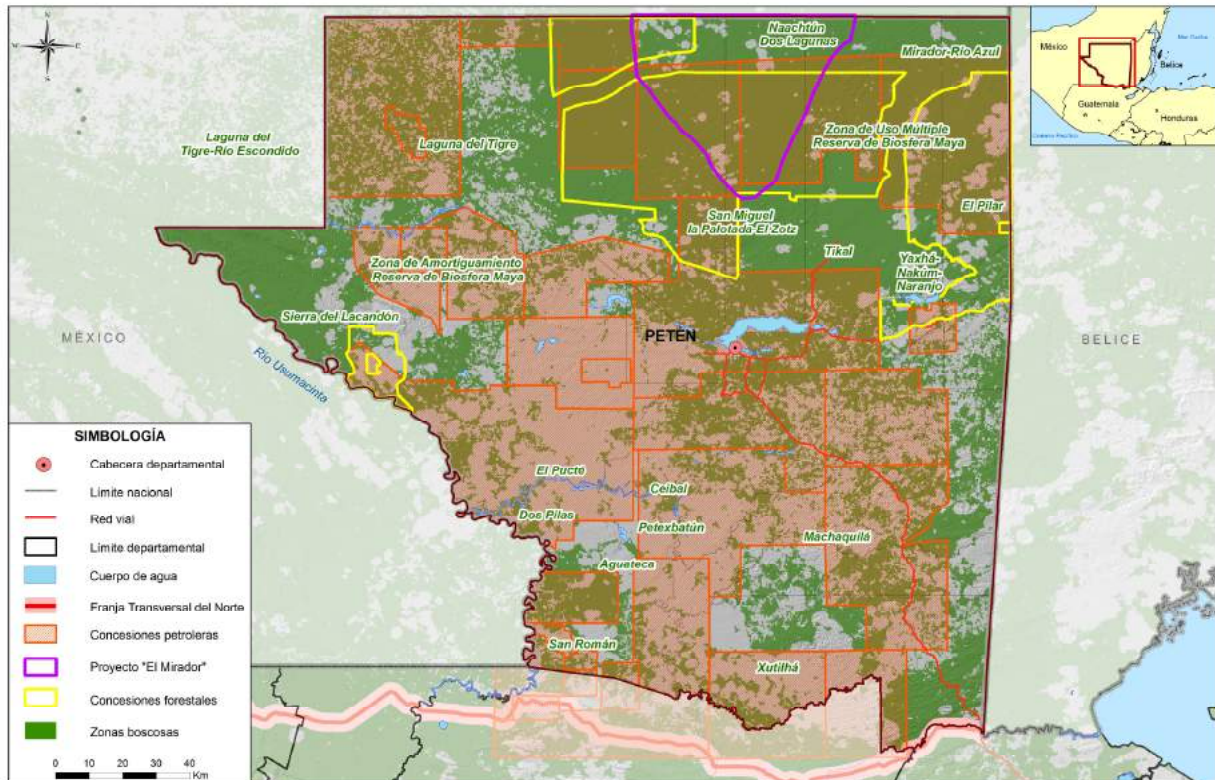 N
W
E
S
Naachtún
Dos Lagunas
Mirador-Río Azul
México
Mar Caribe
Belice
Guatemala
Honduras
Laguna del
Tigre-Río Escondido
Laguna del Tigre
Zona de Uso Múltiple
Reserva de Biosfera Maya
El Pilar
San Miguel
la Palotada-El Zotz
Tikal
Yaxhá-
Nakúm-
Naranjo
Zona de Amortiguamiento
Reserva de Biosfera Maya
Sierra del Lacandón
PETÉN
MÉXICO
BELICE
Río Usumacinta
El Pucté
Ceibal
Dos Pilas
Petexbatún
Machaquilá
Aguateca
San Román
Xutilhá
SIMBOLOGÍA
Cabecera departamental
Límite nacional
Red vial
Límite departamental
Cuerpo de agua
Franja Transversal del Norte
Concesiones petroleras
Proyecto "El Mirador"
Concesiones forestales
Zonas boscosas
0 10 20 30 40
Km